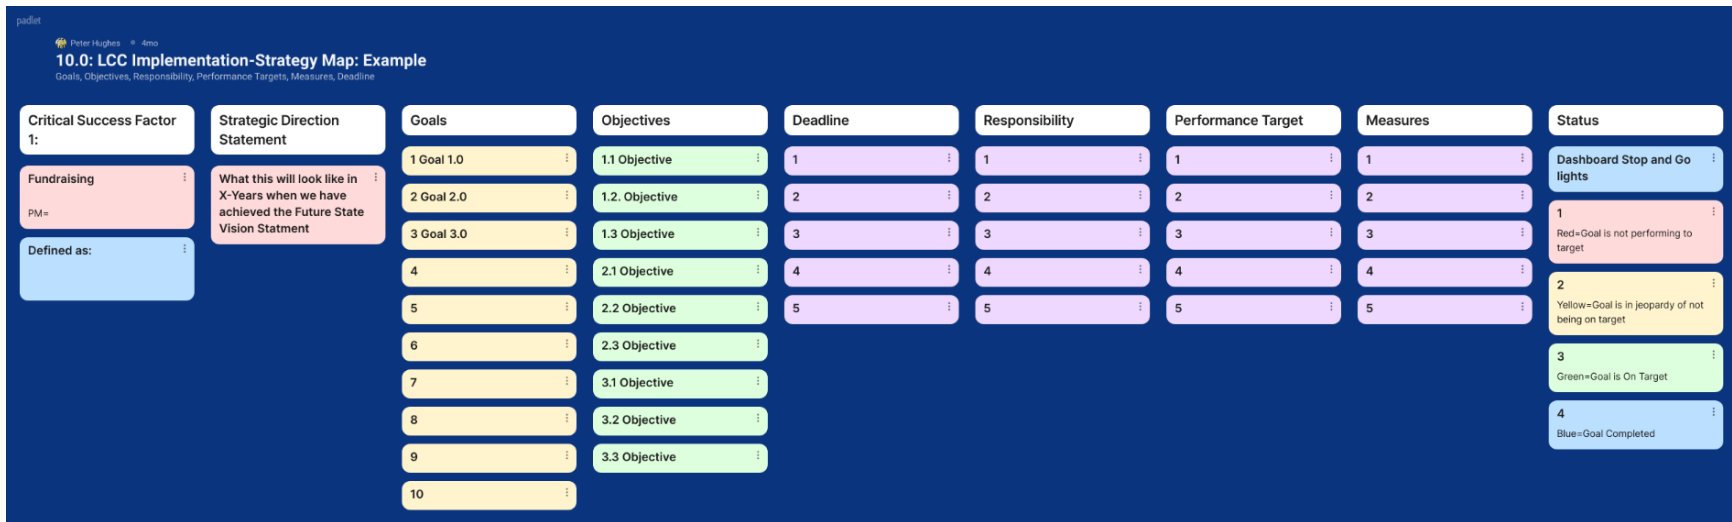 padlet
Peter Hughes 4mo
10.0: LCC Implementation-Strategy Map: Example
Goals, Objectives, Responsibility, Performance Targets, Measures, Deadline
Critical Success Factor
1:
Fundraising
PM=
Defined as:
Strategic Direction
Statement
What this will look like in
X-Years when we have
achieved the Future State
Vision Statment
Goals
1 Goal 1.0
2 Goal 2.0
3 Goal 3.0
4
5
6
7
8
9
10
Objectives
1.1 Objective
1.2. Objective
1.3 Objective
2.1 Objective
2.2 Objective
2.3 Objective
3.1 Objective
3.2 Objective
3.3 Objective
Deadline
1
2
3
4
5
Responsibility
1
2
3
4
5
Performance Target
1
2
3
4
5
Measures
1
2
3
4
5
Status
Dashboard Stop and Go
lights
1
Red=Goal is not performing to
target
2
Yellow=Goal is in jeopardy of not
being on target
3
Green=Goal is On Target
4
Blue=Goal Completed